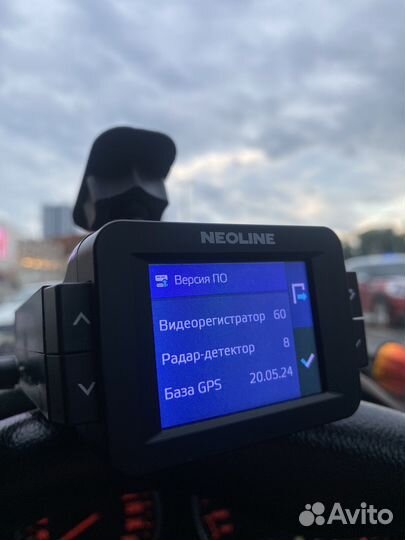 NEOLINE
Версия ПО
Видеорегистратор 60
Радар-детектор 8
База GPS 20.05.24
Avito